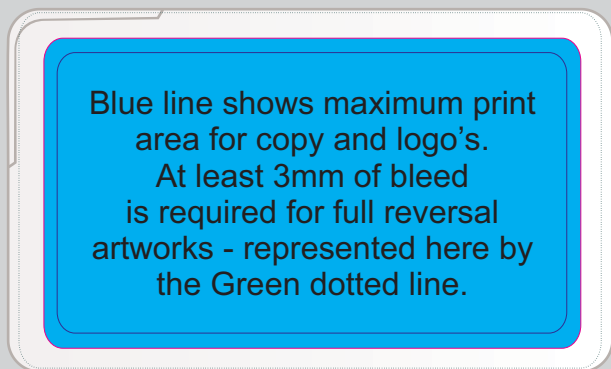 Blue line shows maximum print
area for copy and logo's.
At least 3mm of bleed
is required for full reversal
artworks - represented here by
the Green dotted line.